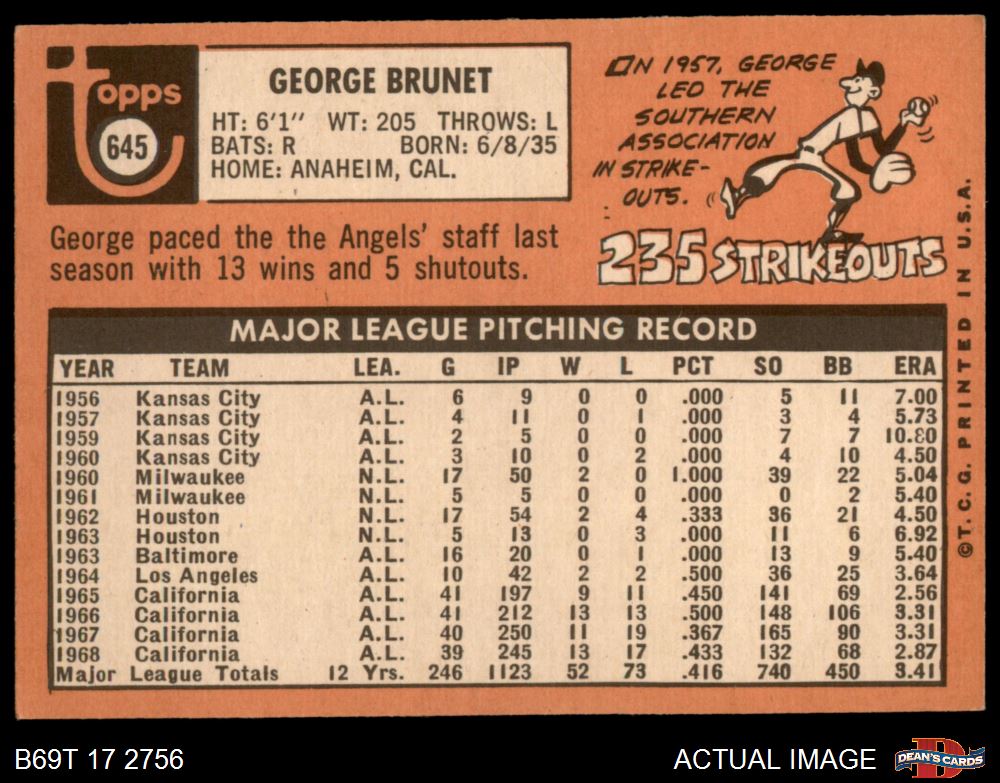 Topps
645
GEORGE BRUNET
HT: 6'1" WT: 205 THROWS: L
BATS: R BORN: 6/8/35
HOME: ANAHEIM, CAL.
George paced the the Angels' staff last
season with 13 wins and 5 shutouts.
IN 1957, GEORGE
LED THE
SOUTHERN
ASSOCIATION
IN STRIKE-
OUTS.
235 STRIKEOUTS
MAJOR LEAGUE PITCHING RECORD
YEAR TEAM LEA. G IP W L PCT SO BB ERA
1956 Kansas City A.L. 6 9 0 0 .000 5 11 7.00
1957 Kansas City A.L. 4 11 0 1 .000 3 4 5.73
1959 Kansas City A.L. 2 5 0 0 .000 7 7 10.80
1960 Kansas City A.L. 3 10 0 2 .000 4 10 4.50
1960 Milwaukee N.L. 17 50 2 0 1.000 39 22 5.04
1961 Milwaukee N.L. 5 5 0 0 .000 0 2 5.40
1962 Houston N.L. 17 54 2 4 .333 36 21 4.50
1963 Houston N.L. 5 13 0 3 .000 11 6 6.92
1963 Baltimore A.L. 16 20 0 1 .000 13 9 5.40
1964 Los Angeles A.L. 10 42 2 2 .500 36 25 3.64
1965 California A.L. 41 197 9 11 .450 141 69 2.56
1966 California A.L. 41 212 13 13 .500 148 106 3.31
1967 California A.L. 40 250 11 19 .367 165 90 3.31
1968 California A.L. 39 245 13 17 .433 132 68 2.87
Major League Totals 12 Yrs. 246 1123 52 73 .416 740 450 3.41
©T.C.G. PRINTED IN U.S.A.
B69T 17 2756
ACTUAL IMAGE
DEAN'S CARDS